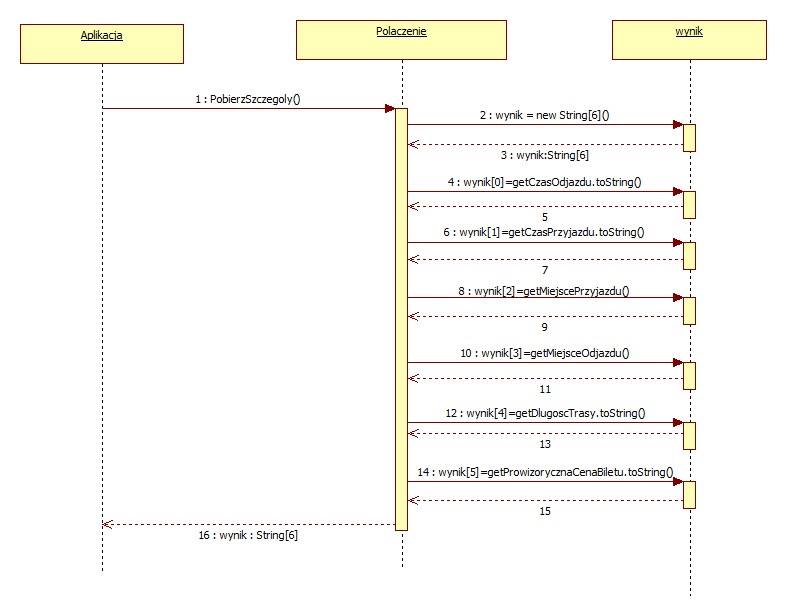 Aplikacja
Polaczenie
wynik
1 : PobierzSzczegoly()
2 : wynik = new String[6]()
3 : wynik:String[6]
4 : wynik[0]=getCzasOdjazdu.toString()
5
6 : wynik[1]=getCzasPrzyjazdu.toString()
7
8 : wynik[2]=getMiejscePrzyjazdu()
9
10 : wynik[3]=getMiejsceOdjazdu()
11
12 : wynik[4]=getDlugoscTrasy.toString()
13
14 : wynik[5]=getProwizorycznaCenaBiletu.toString()
15
16 : wynik : String[6]